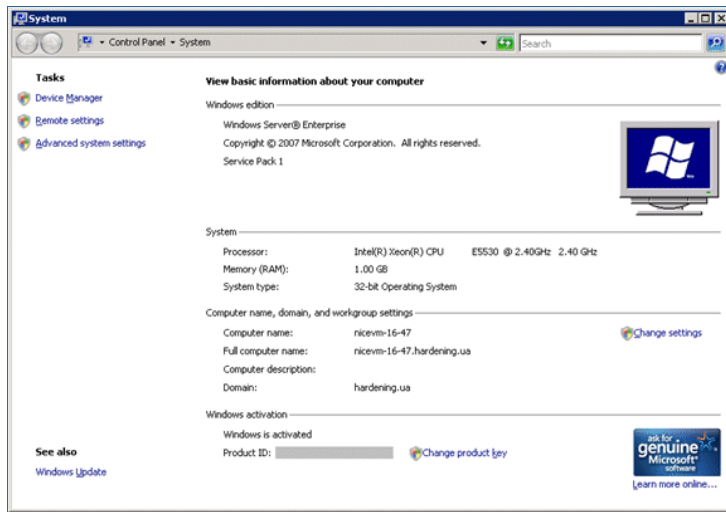 System
Control Panel ▸ System
Search
Tasks
Device Manager
Remote settings
Advanced system settings
View basic information about your computer
Windows edition
Windows Server® Enterprise
Copyright © 2007 Microsoft Corporation. All rights reserved.
Service Pack 1
System
Processor: Intel(R) Xeon(R) CPU E5530 @ 2.40GHz 2.40 GHz
Memory (RAM): 1.00 GB
System type: 32-bit Operating System
Computer name, domain, and workgroup settings
Computer name: nicevm-16-47
Change settings
Full computer name: nicevm-16-47.hardening.ua
Computer description:
Domain: hardening.ua
Windows activation
Windows is activated
Product ID:
Change product key
See also
Windows Update
ask for
genuine
Microsoft
software
Learn more online...